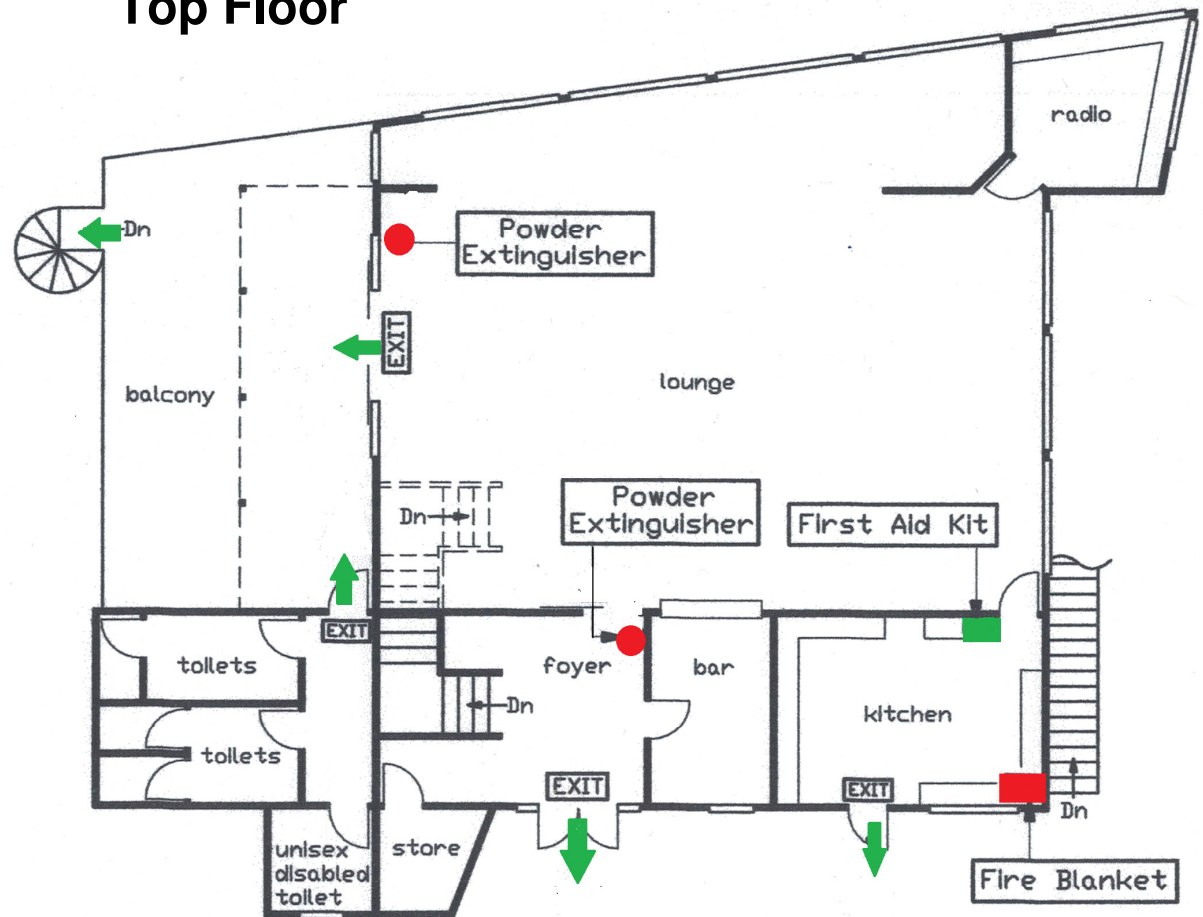 Top Floor
radio
Dn
Powder
Extinguisher
EXIT
balcony
lounge
Dn
Powder
Extinguisher
First Aid Kit
EXIT
toilets
foyer
bar
kitchen
Dn
toilets
EXIT
EXIT
Dn
unisex
disabled
toilet
store
Fire Blanket